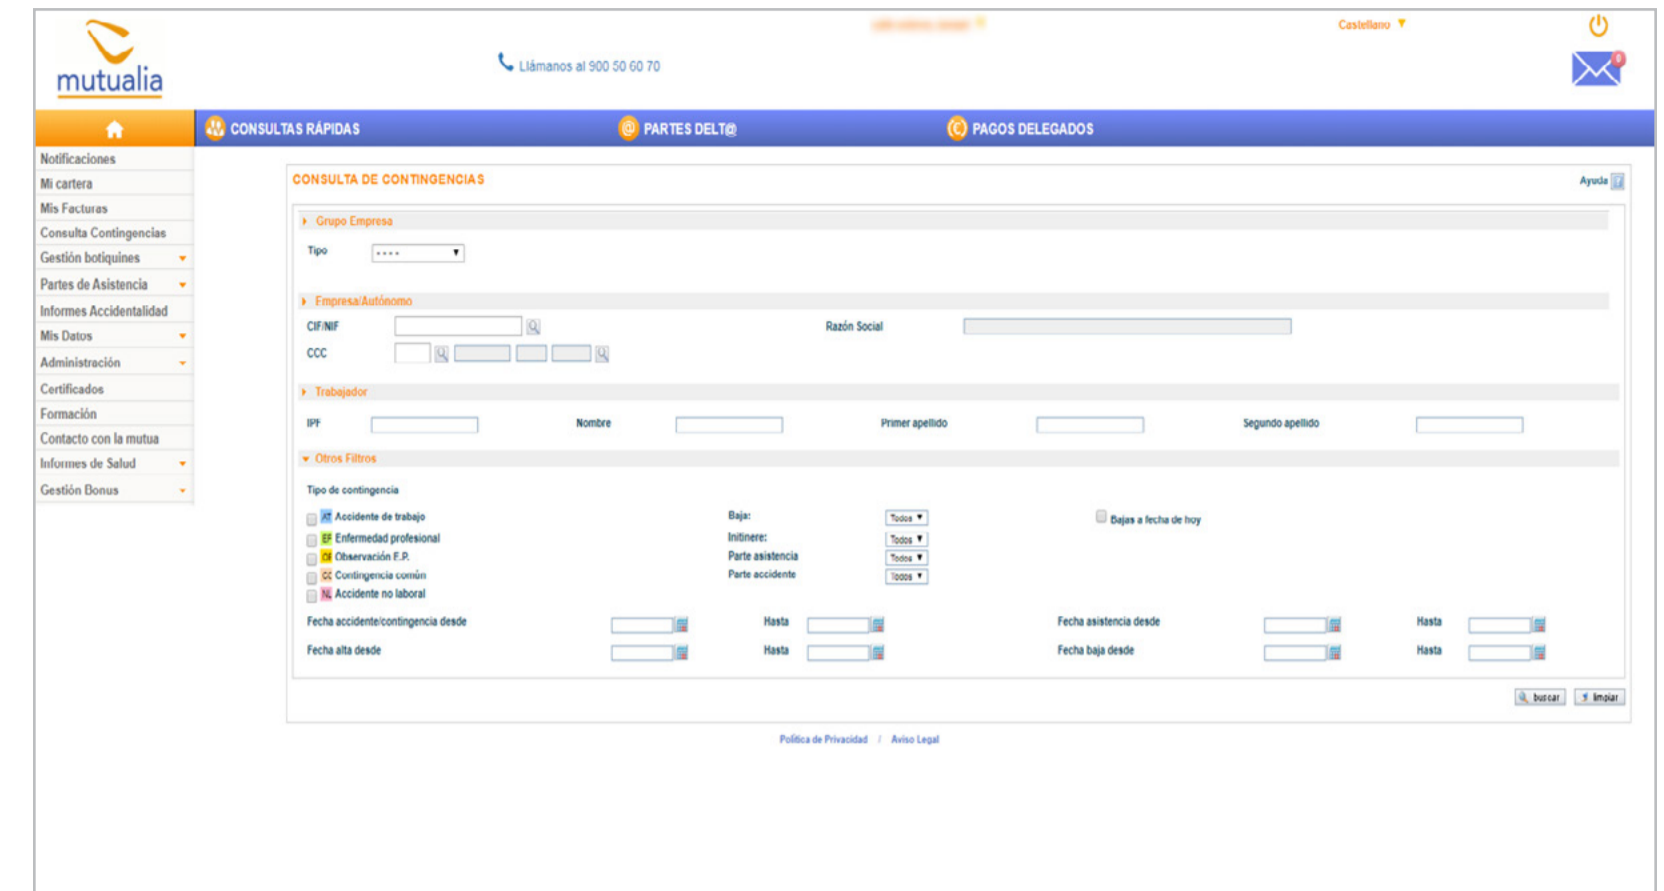 mutualia
Castellano
Llámanos al 900 50 60 70
0
CONSULTAS RÁPIDAS
PARTES DELT@
PAGOS DELEGADOS
Notificaciones
Mi cartera
Mis Facturas
Consulta Contingencias
Gestión botiquines
Partes de Asistencia
Informes Accidentalidad
Mis Datos
Administración
Certificados
Formación
Contacto con la mutua
Informes de Salud
Gestión Bonus
CONSULTA DE CONTINGENCIAS
Ayuda
Grupo Empresa
Tipo ----
Empresa/Autónomo
CIF/NIF Razón Social
CCC
Trabajador
IPF Nombre Primer apellido Segundo apellido
Otros Filtros
Tipo de contingencia
AT Accidente de trabajo Baja: Todos Bajas a fecha de hoy
EP Enfermedad profesional Initinere: Todos
Observación E.P. Parte asistencia Todos
CC Contingencia común Parte accidente Todos
NL Accidente no laboral
Fecha accidente/contingencia desde Hasta Fecha asistencia desde Hasta
Fecha alta desde Hasta Fecha baja desde Hasta
buscar limpiar
Política de Privacidad / Aviso Legal